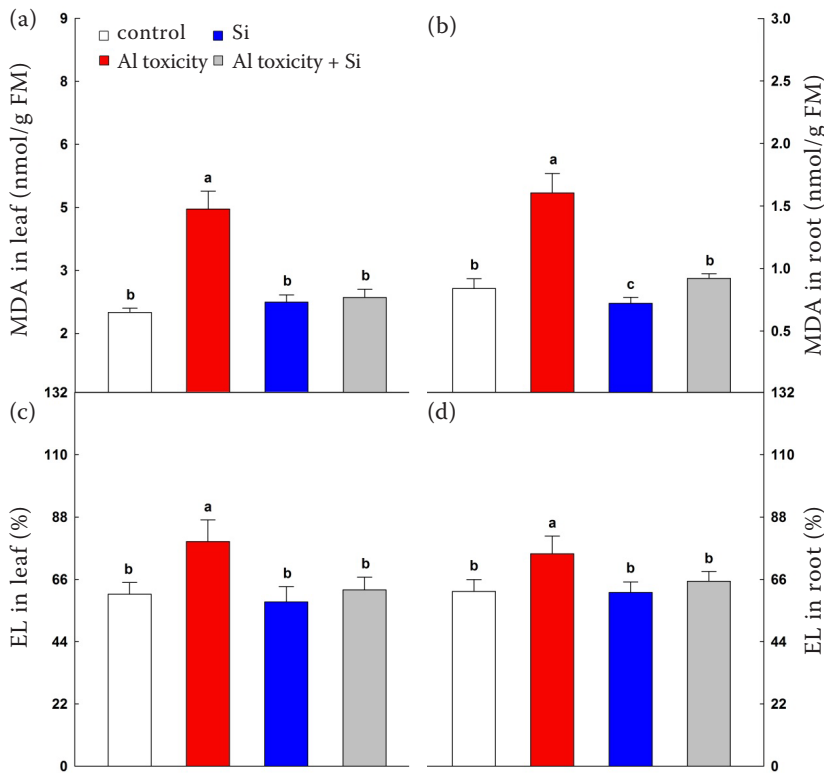 (a)
control
Si
Al toxicity
Al toxicity + Si
MDA in leaf (nmol/g FM)
9
8
6
5
3
2
b
a
b
b
(b)
b
a
c
b
3.0
2.5
2.0
1.5
1.0
0.5
MDA in root (nmol/g FM)
(c)
EL in leaf (%)
132
110
88
66
44
22
0
b
a
b
b
(d)
b
a
b
b
132
110
88
66
44
22
0
EL in root (%)